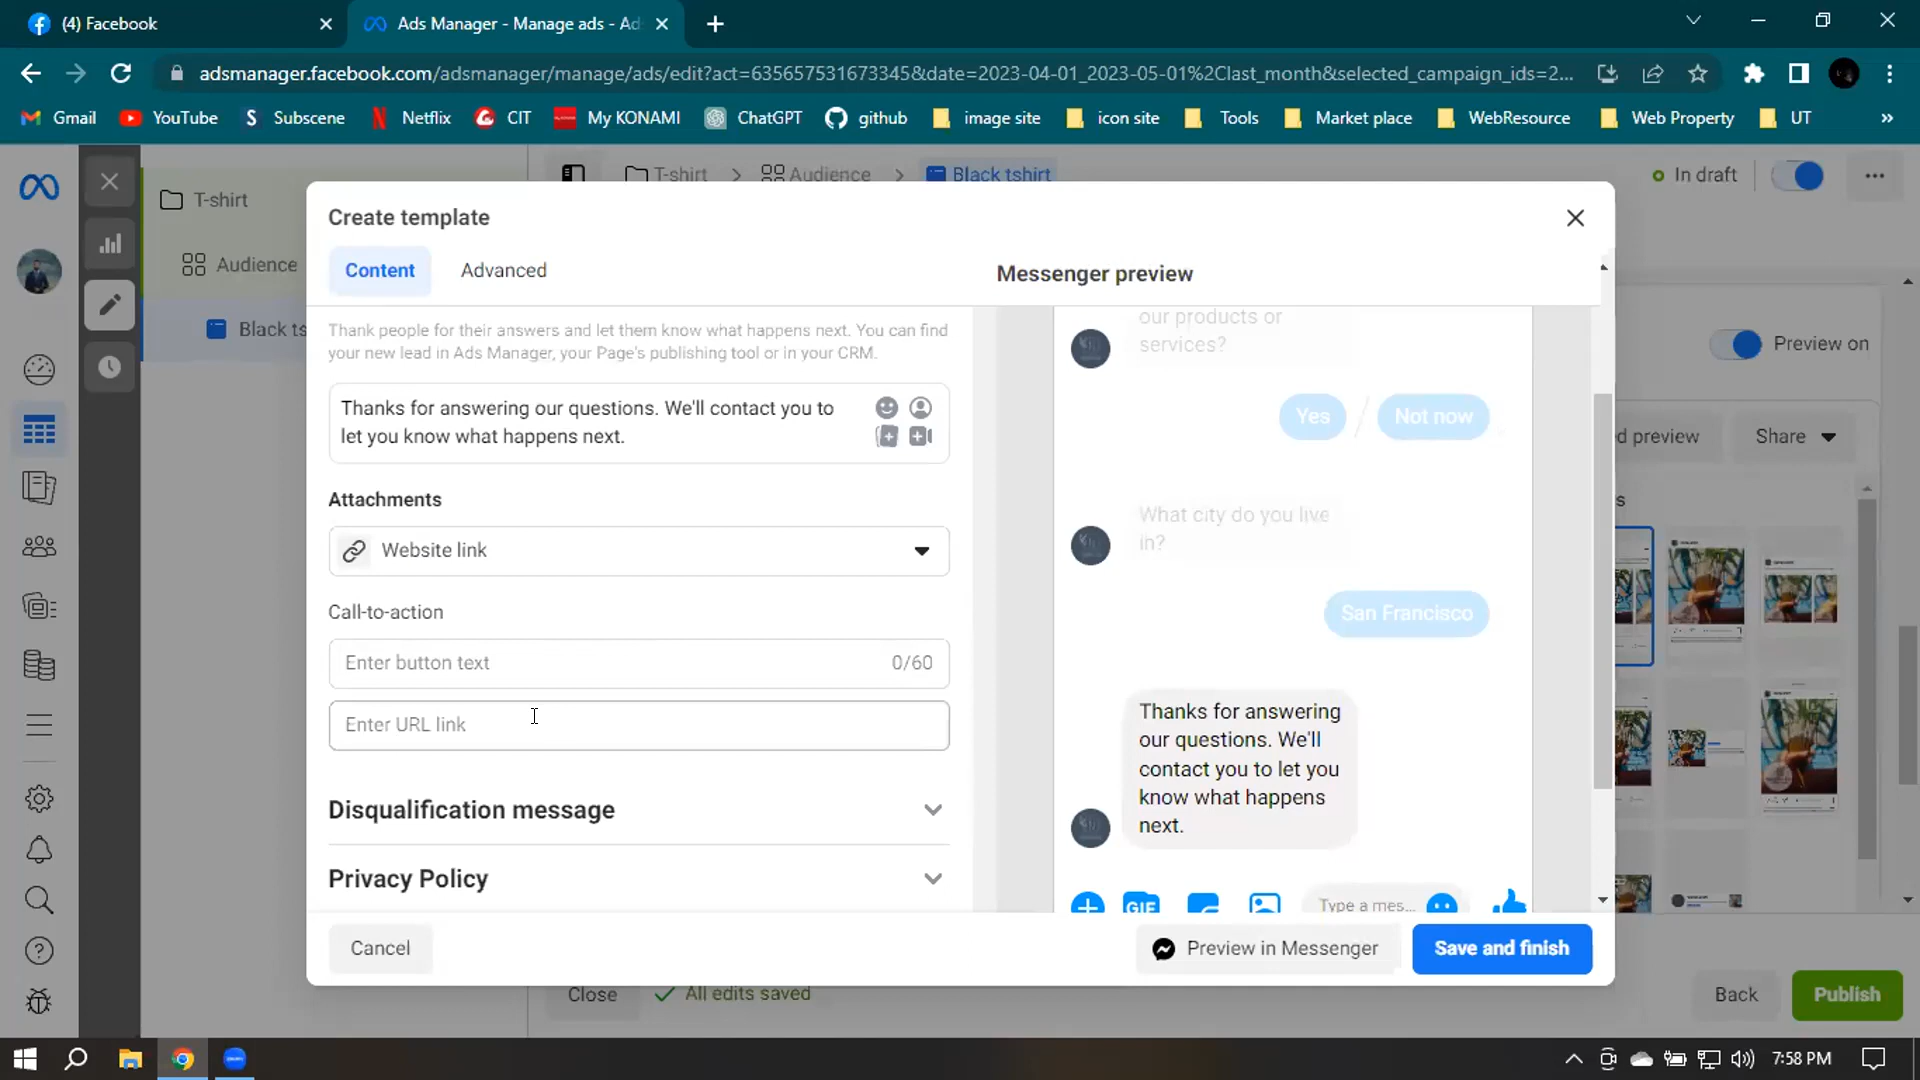 (4) Facebook
Ads Manager - Manage ads - Ad
adsmanager.facebook.com/adsmanager/manage/ads/edit?act=635657531673345&date=2023-04-01_2023-05-01%2Clast_month&selected_campaign_ids=2...
Gmail
YouTube
Subscene
Netflix
CIT
My KONAMI
ChatGPT
github
image site
icon site
Tools
Market place
WebResource
Web Property
UT
»
T-shirt
Audience
Black ts
T-shirt > Audience > Black tshirt
In draft
Create template
Content
Advanced
Messenger preview
Thank people for their answers and let them know what happens next. You can find
your new lead in Ads Manager, your Page's publishing tool or in your CRM.
Thanks for answering our questions. We'll contact you to
let you know what happens next.
Attachments
Website link
Call-to-action
Enter button text
0/60
Enter URL link
Disqualification message
Privacy Policy
our products or
services?
Yes / Not now
What city do you live
in?
San Francisco
Thanks for answering
our questions. We'll
contact you to let you
know what happens
next.
GIF
Type a mes...
Cancel
Preview in Messenger
Save and finish
Preview on
d preview
Share
s
Close
All edits saved
Back
Publish
7:58 PM